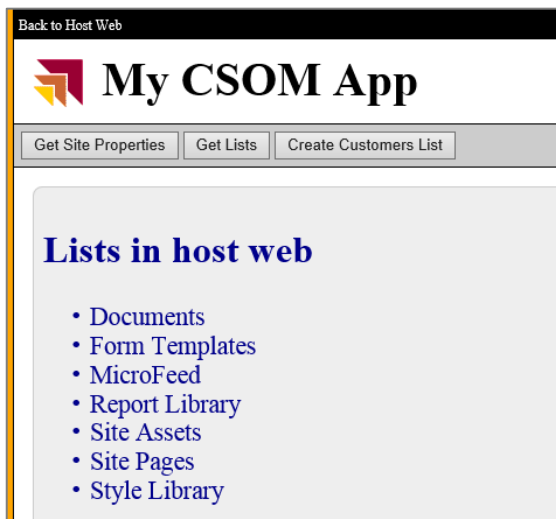 Back to Host Web
My CSOM App
Get Site Properties Get Lists Create Customers List
Lists in host web
• Documents
• Form Templates
• MicroFeed
• Report Library
• Site Assets
• Site Pages
• Style Library